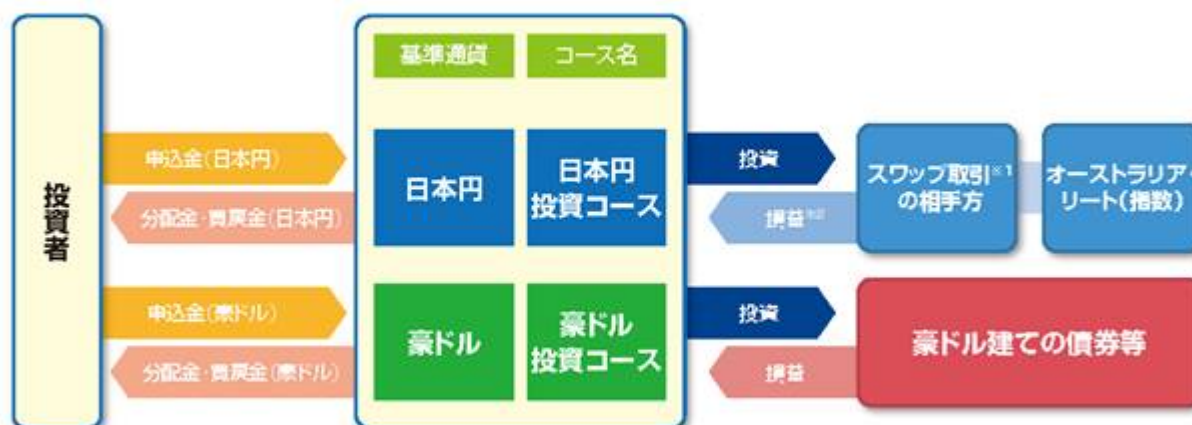 基準通貨
コース名
投資者
申込金(日本円)
分配金・買戻金(日本円)
日本円
日本円
投資コース
投資
損益※2
スワップ取引※1
の相手方
オーストラリア・
リート(指数)
申込金(豪ドル)
分配金・買戻金(豪ドル)
豪ドル
豪ドル
投資コース
投資
損益
豪ドル建ての債券等